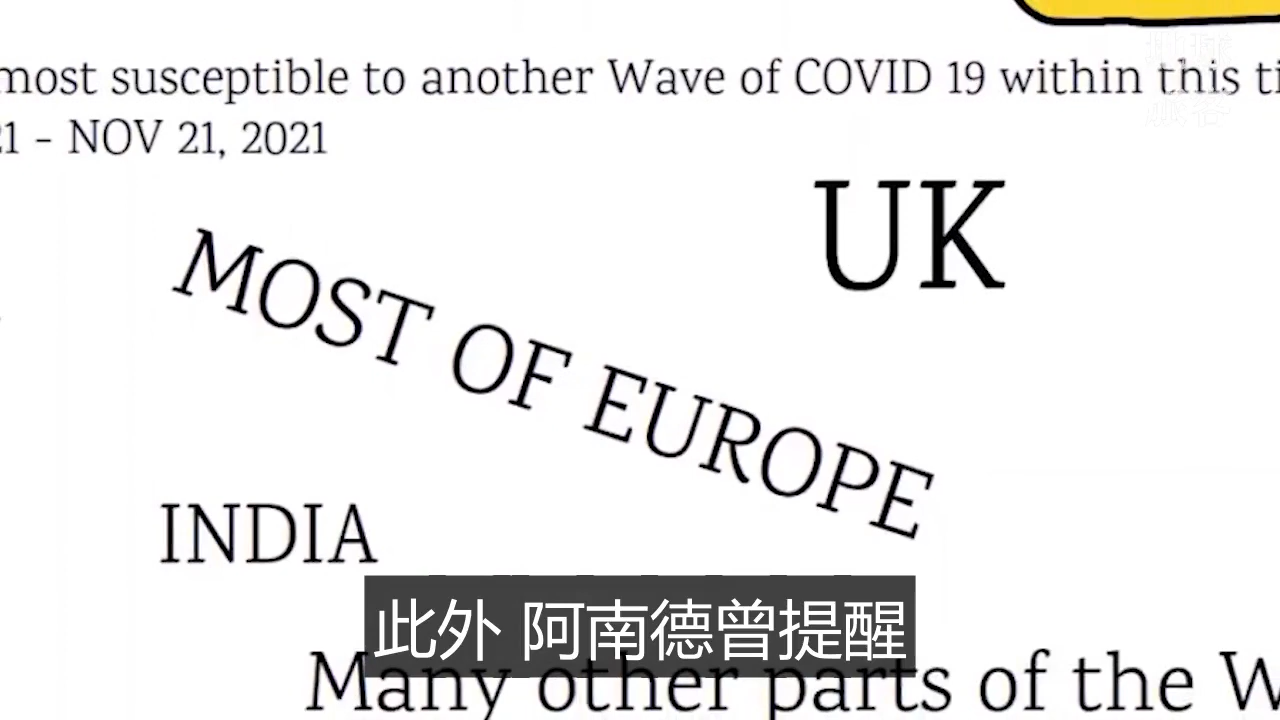 most susceptible to another Wave of COVID 19 within this ti
21 - NOV 21, 2021
UK
MOST OF EUROPE
INDIA
此外 阿南德曾提醒
Many other parts of the W